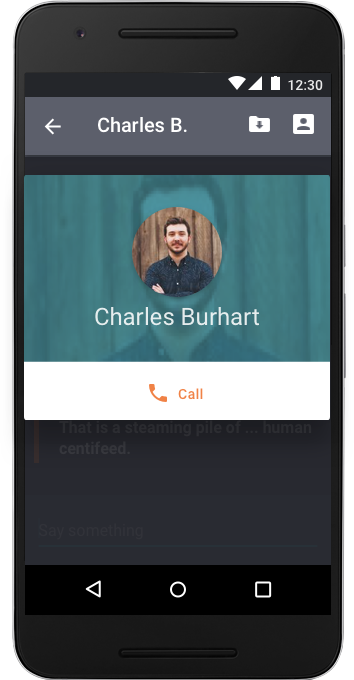 12:30
Charles B.
Charles Burhart
Call
That is a steaming pile of ... human
centifeed.
Say something